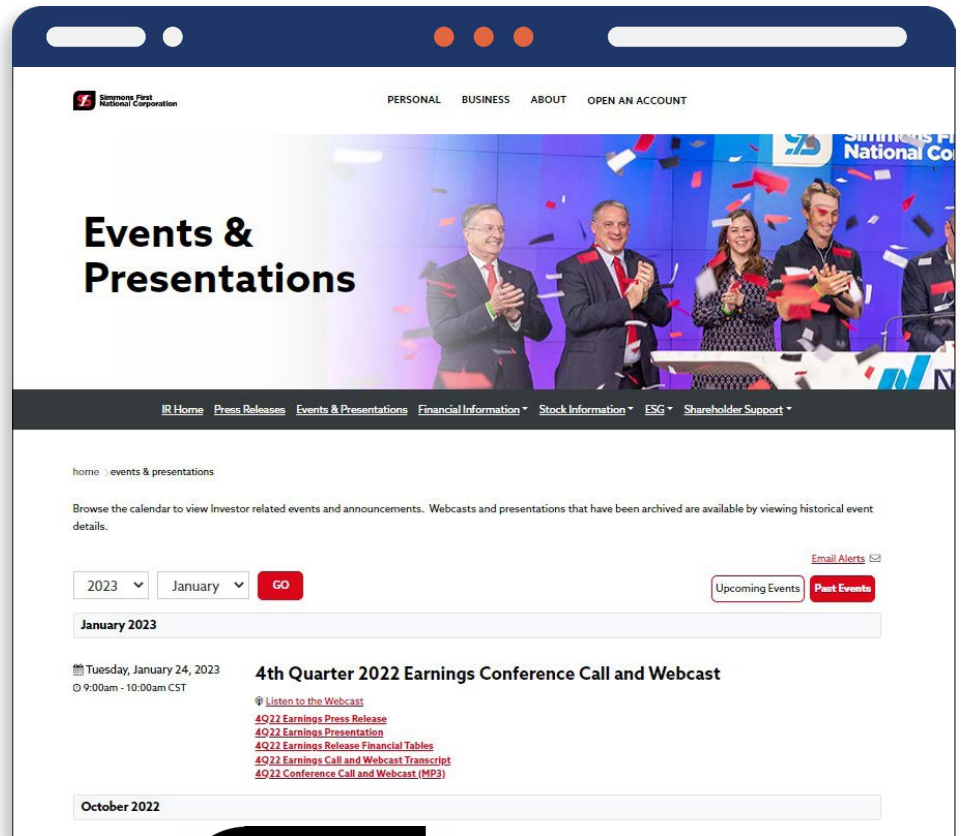 Simmons First
National Corporation
PERSONAL BUSINESS ABOUT OPEN AN ACCOUNT
Simmons
National
Events &
Presentations
IR Home Press Releases Events & Presentations Financial Information Stock Information ESG Shareholder Support
home > events & presentations
Browse the calendar to view Investor related events and announcements. Webcasts and presentations that have been archived are available by viewing historical event
details.
Email Alerts
2023 January GO
Upcoming Events Past Events
January 2023
Tuesday, January 24, 2023
9:00am - 10:00am CST
4th Quarter 2022 Earnings Conference Call and Webcast
Listen to the Webcast
4Q22 Earnings Press Release
4Q22 Earnings Presentation
4Q22 Earnings Release Financial Tables
4Q22 Earnings Call and Webcast Transcript
4Q22 Conference Call and Webcast (MP3)
October 2022